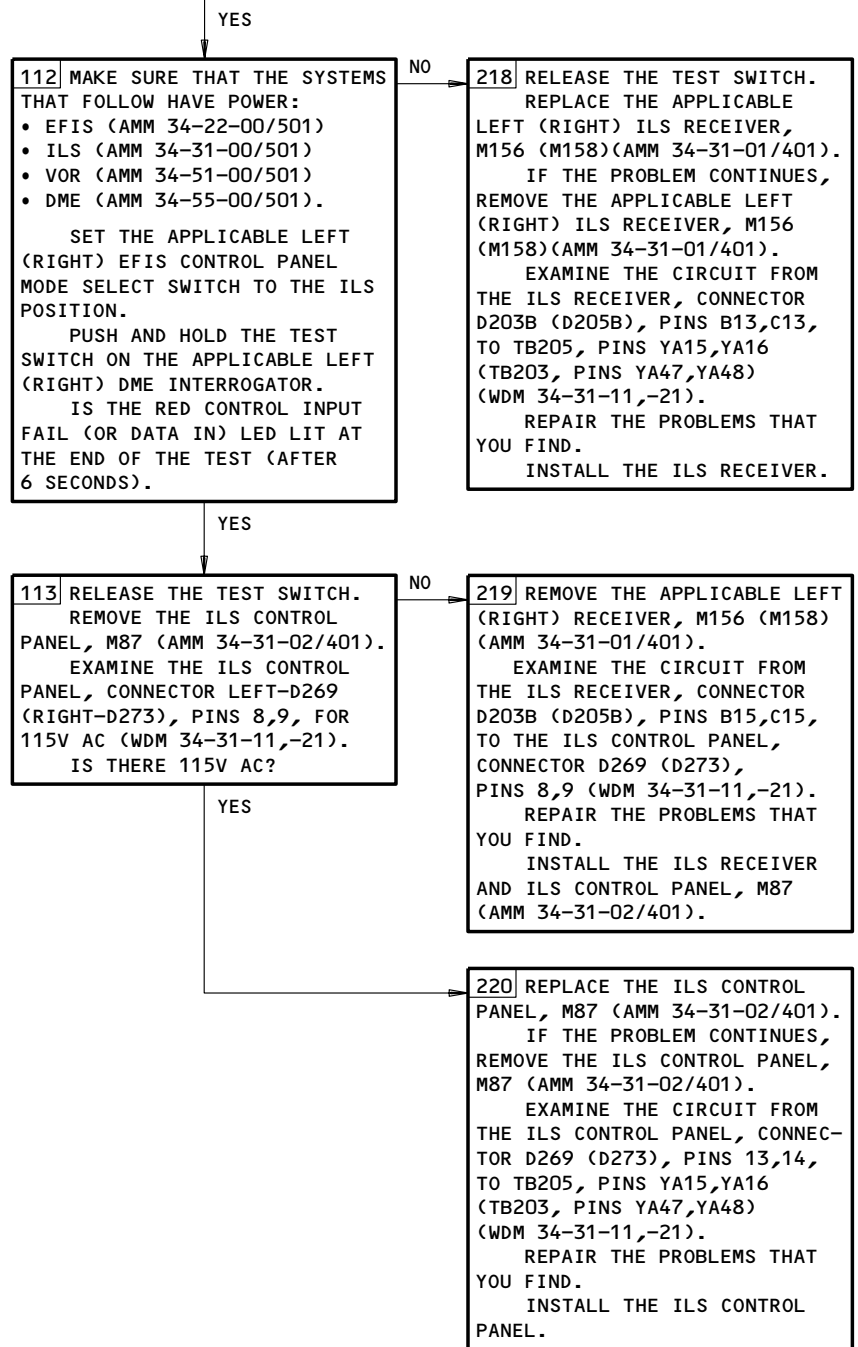 YES
112 MAKE SURE THAT THE SYSTEMS
THAT FOLLOW HAVE POWER:
• EFIS (AMM 34-22-00/501)
• ILS (AMM 34-31-00/501)
• VOR (AMM 34-51-00/501)
• DME (AMM 34-55-00/501).
SET THE APPLICABLE LEFT
(RIGHT) EFIS CONTROL PANEL
MODE SELECT SWITCH TO THE ILS
POSITION.
PUSH AND HOLD THE TEST
SWITCH ON THE APPLICABLE LEFT
(RIGHT) DME INTERROGATOR.
IS THE RED CONTROL INPUT
FAIL (OR DATA IN) LED LIT AT
THE END OF THE TEST (AFTER
6 SECONDS).
NO
218 RELEASE THE TEST SWITCH.
REPLACE THE APPLICABLE
LEFT (RIGHT) ILS RECEIVER,
M156 (M158)(AMM 34-31-01/401).
IF THE PROBLEM CONTINUES,
REMOVE THE APPLICABLE LEFT
(RIGHT) ILS RECEIVER, M156
(M158)(AMM 34-31-01/401).
EXAMINE THE CIRCUIT FROM
THE ILS RECEIVER, CONNECTOR
D203B (D205B), PINS B13,C13,
TO TB205, PINS YA15,YA16
(TB203, PINS YA47,YA48)
(WDM 34-31-11,-21).
REPAIR THE PROBLEMS THAT
YOU FIND.
INSTALL THE ILS RECEIVER.
YES
113 RELEASE THE TEST SWITCH.
REMOVE THE ILS CONTROL
PANEL, M87 (AMM 34-31-02/401).
EXAMINE THE ILS CONTROL
PANEL, CONNECTOR LEFT-D269
(RIGHT-D273), PINS 8,9, FOR
115V AC (WDM 34-31-11,-21).
IS THERE 115V AC?
NO
219 REMOVE THE APPLICABLE LEFT
(RIGHT) RECEIVER, M156 (M158)
(AMM 34-31-01/401).
EXAMINE THE CIRCUIT FROM
THE ILS RECEIVER, CONNECTOR
D203B (D205B), PINS B15,C15,
TO THE ILS CONTROL PANEL,
CONNECTOR D269 (D273),
PINS 8,9 (WDM 34-31-11,-21).
REPAIR THE PROBLEMS THAT
YOU FIND.
INSTALL THE ILS RECEIVER
AND ILS CONTROL PANEL, M87
(AMM 34-31-02/401).
YES
220 REPLACE THE ILS CONTROL
PANEL, M87 (AMM 34-31-02/401).
IF THE PROBLEM CONTINUES,
REMOVE THE ILS CONTROL PANEL,
M87 (AMM 34-31-02/401).
EXAMINE THE CIRCUIT FROM
THE ILS CONTROL PANEL, CONNEC-
TOR D269 (D273), PINS 13,14,
TO TB205, PINS YA15,YA16
(TB203, PINS YA47,YA48)
(WDM 34-31-11,-21).
REPAIR THE PROBLEMS THAT
YOU FIND.
INSTALL THE ILS CONTROL
PANEL.